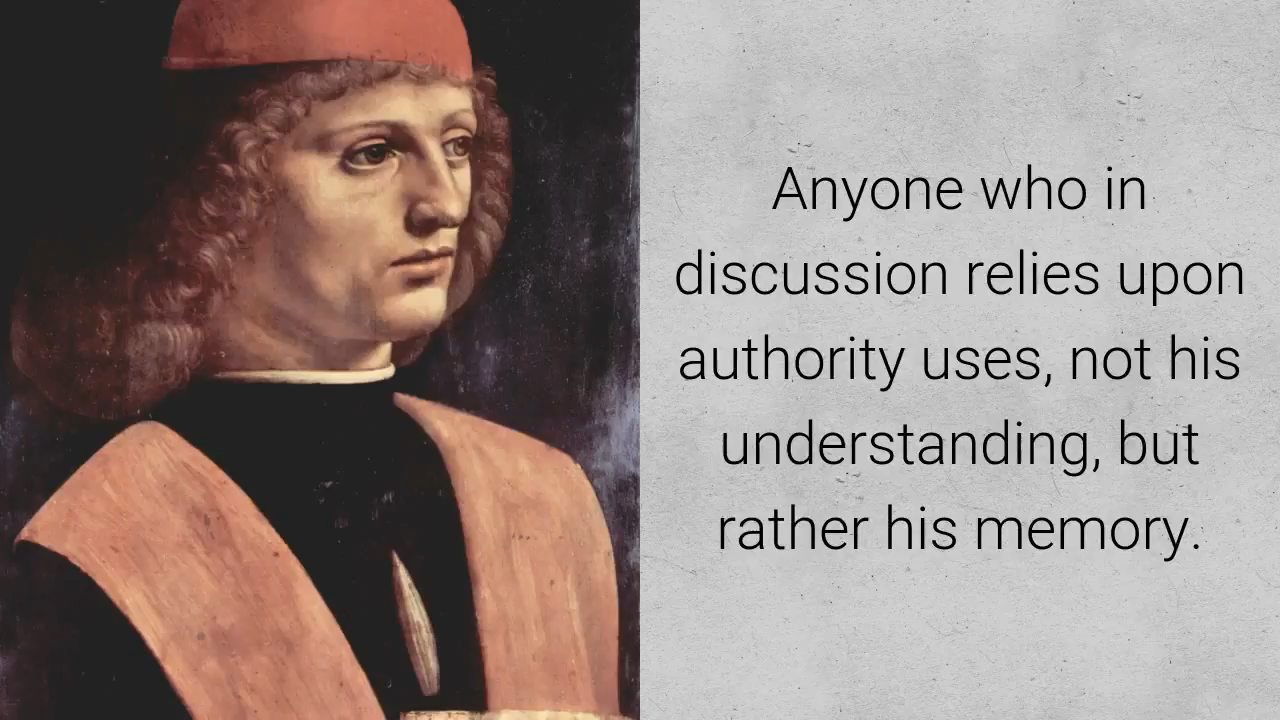 Anyone who in
discussion relies upon
authority uses, not his
understanding, but
rather his memory.